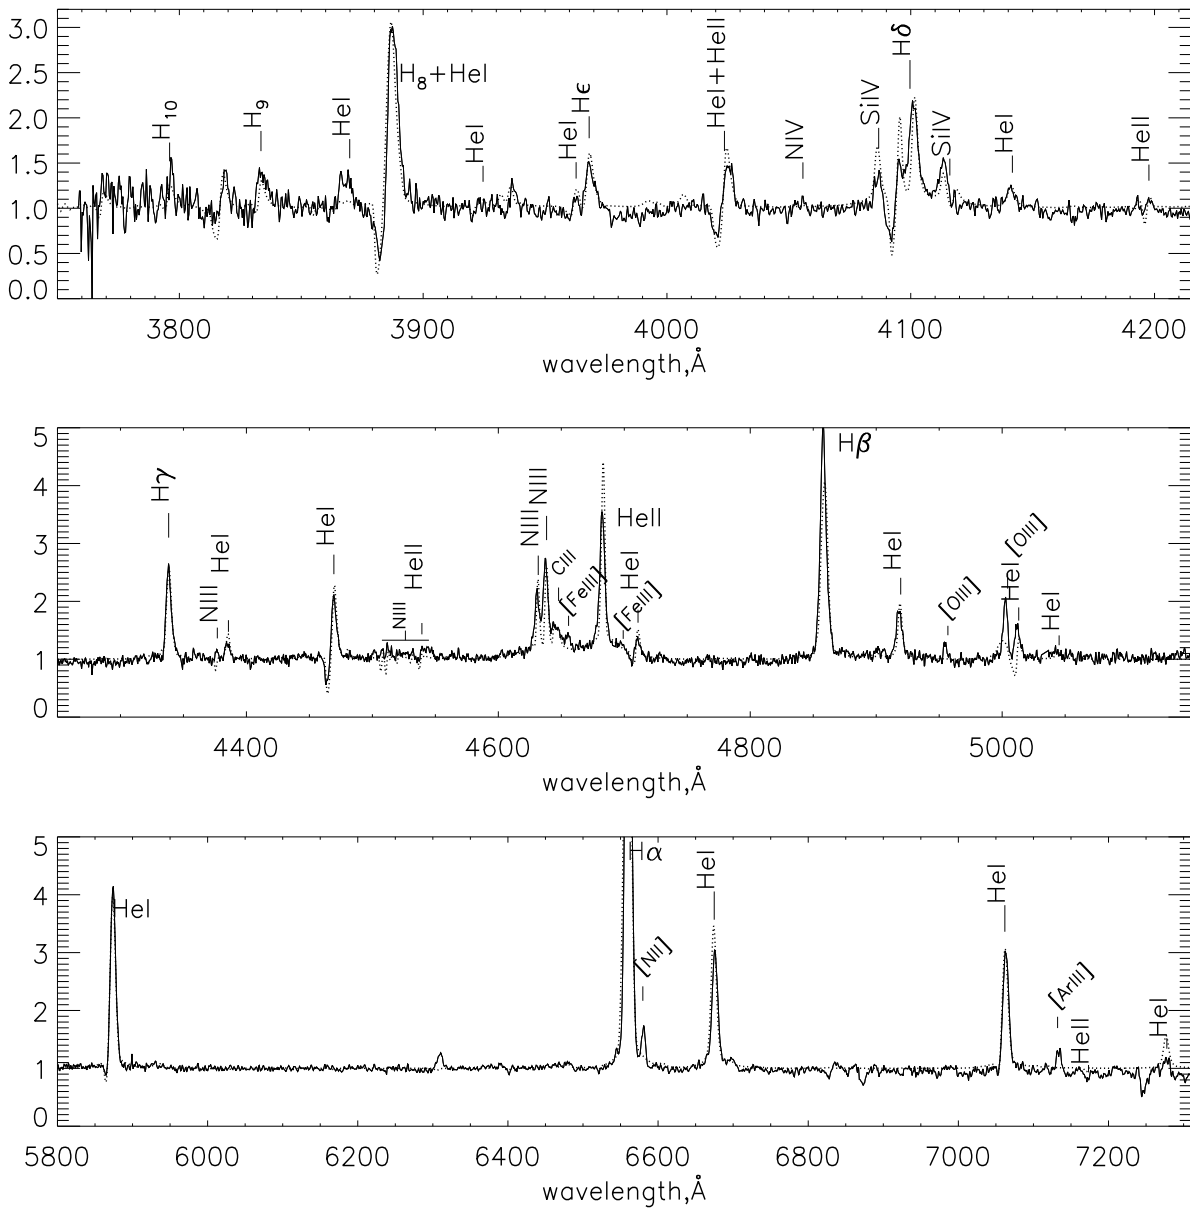 3.0
2.5
2.0
1.5
1.0
0.5
0.0
H10
H9
HeI
H8+HeI
HeI
HeI
Hϵ
HeI+HeII
NIV
SiIV
Hδ
SiIV
HeI
HeII
3800 3900 4000 4100 4200
wavelength,Å
5
4
3
2
1
0
Hγ
NIII
HeI
HeI
NIII
HeII
NIII
NIII
CIII
[FeIII]
HeII
HeI
[FeIII]
Hβ
HeI
[OIII]
HeI
[OIII]
HeI
4400 4600 4800 5000
wavelength,Å
5
4
3
2
1
0
HeI
Hα
[NII]
HeI
HeI
[ArIII]
HeII
HeI
5800 6000 6200 6400 6600 6800 7000 7200
wavelength,Å